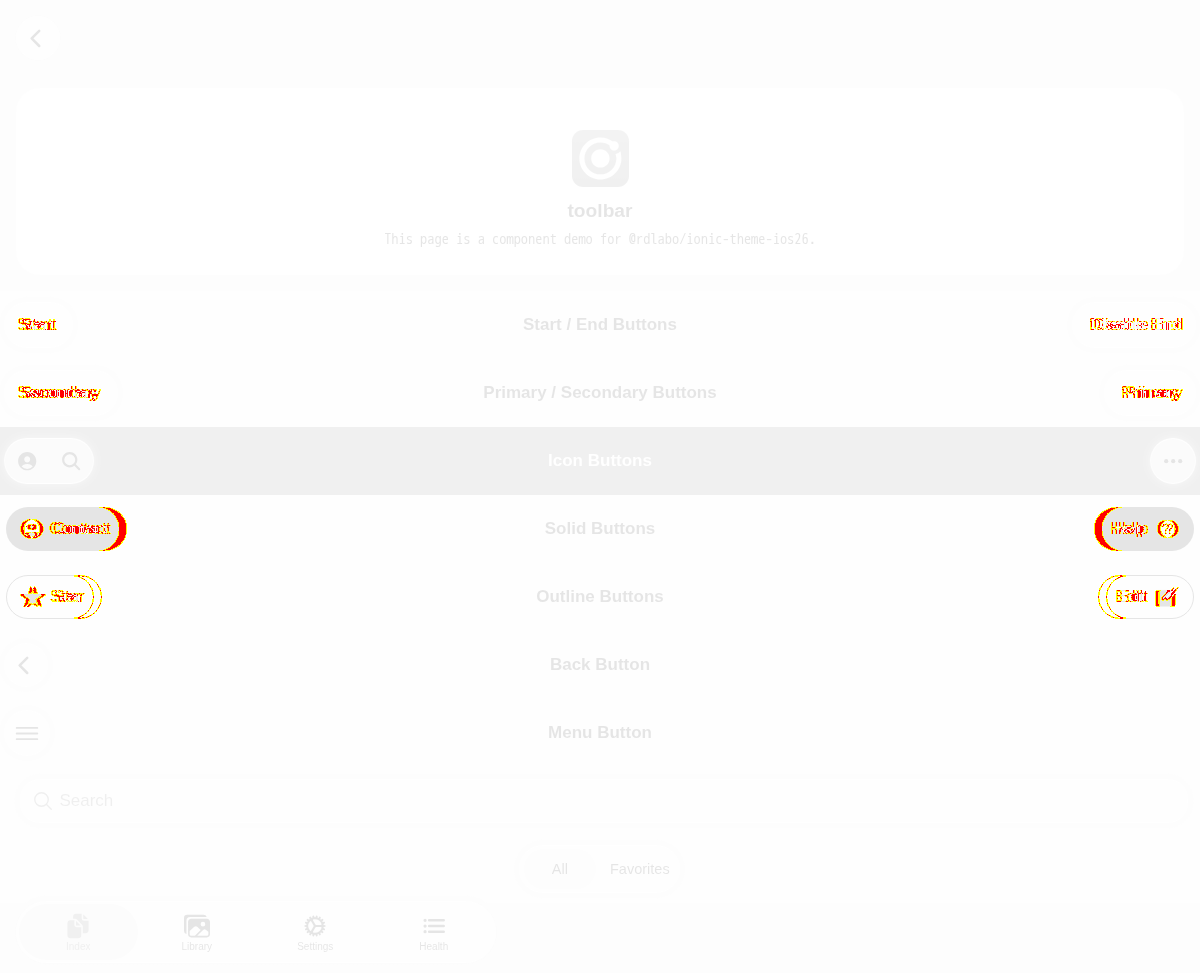 toolbar
This page is a component demo for @rdlabo/ionic-theme-ios26.
Start / End Buttons
Secondary Primary / Secondary Buttons Primary
Icon Buttons
Contact Solid Buttons Help
Star Outline Buttons Edit
Back Button
Menu Button
Search
All Favorites
Index Library Settings Health